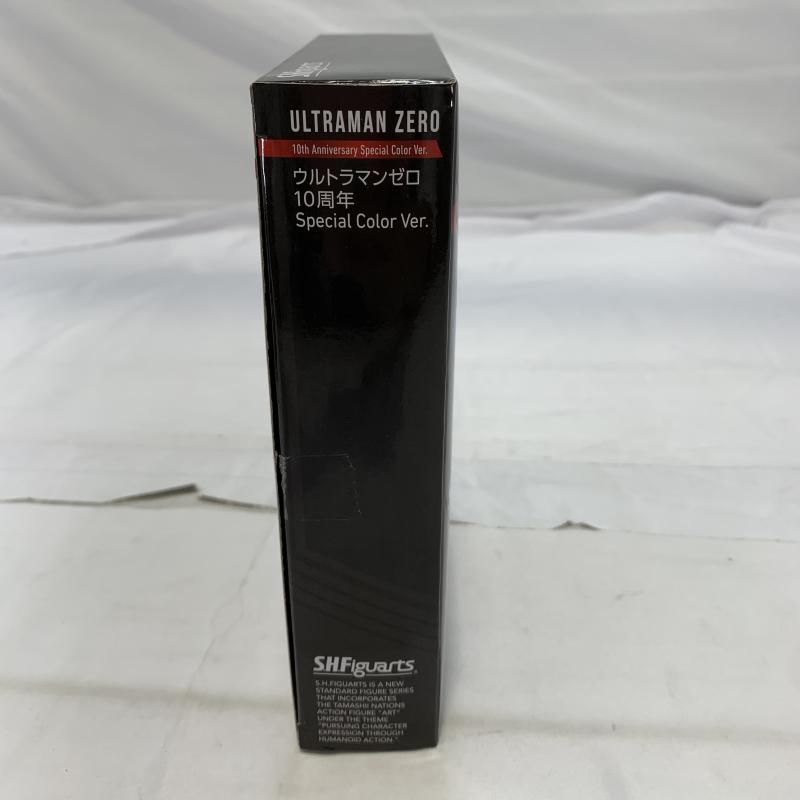 S.H.Figuarts
ULTRAMAN ZERO
10th Anniversary Special Color Ver.
ウルトラマンゼロ
10周年
Special Color Ver.
S.H.Figuarts
S.H.FIGUARTS IS A NEW
STANDARD FIGURE SERIES
THAT INCORPORATES
THE TAMASHII NATIONS
ACTION FIGURE "ART"
UNDER THE THEME
"PURSUING CHARACTER
EXPRESSION THROUGH
HUMANOID ACTION."